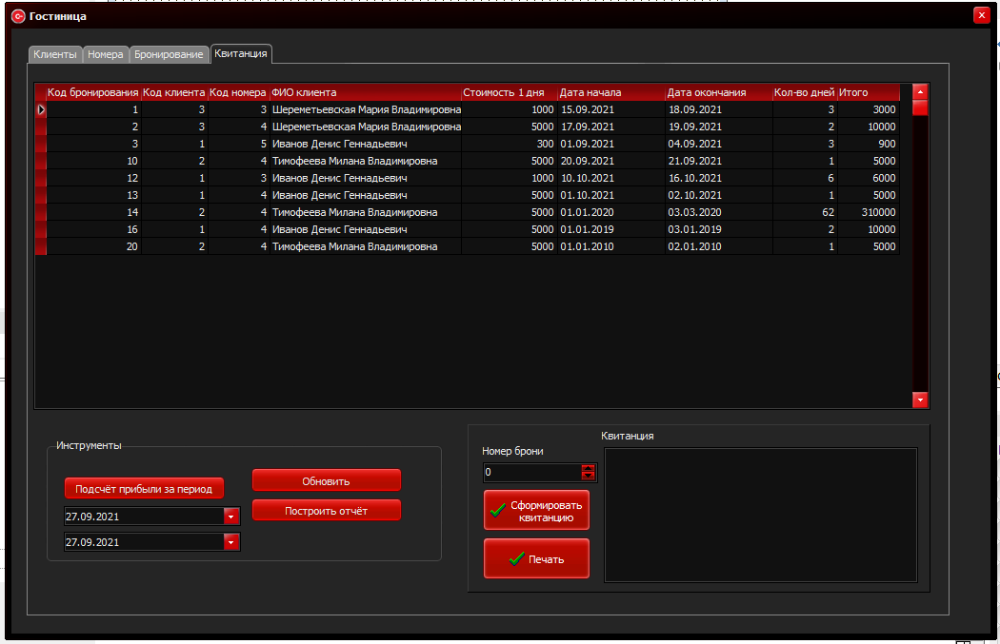 Гостиница
Клиенты Номера Бронирование Квитанция
Код бронирования Код клиента Код номера ФИО клиента Стоимость 1 дня Дата начала Дата окончания Кол-во дней Итого
1 3 3 Шереметьевская Мария Владимировна 1000 15.09.2021 18.09.2021 3 3000
2 3 4 Шереметьевская Мария Владимировна 5000 17.09.2021 19.09.2021 2 10000
3 1 5 Иванов Денис Геннадьевич 300 01.09.2021 04.09.2021 3 900
10 2 4 Тимофеева Милана Владимировна 5000 20.09.2021 21.09.2021 1 5000
12 1 3 Иванов Денис Геннадьевич 1000 10.10.2021 16.10.2021 6 6000
13 1 4 Иванов Денис Геннадьевич 5000 01.10.2021 02.10.2021 1 5000
14 2 4 Тимофеева Милана Владимировна 5000 01.01.2020 03.03.2020 62 310000
16 1 4 Иванов Денис Геннадьевич 5000 01.01.2019 03.01.2019 2 10000
20 2 4 Тимофеева Милана Владимировна 5000 01.01.2010 02.01.2010 1 5000
Инструменты
Подсчёт прибыли за период
27.09.2021
27.09.2021
Обновить
Построить отчёт
Квитанция
Номер брони
0
Сформировать
квитанцию
Печать